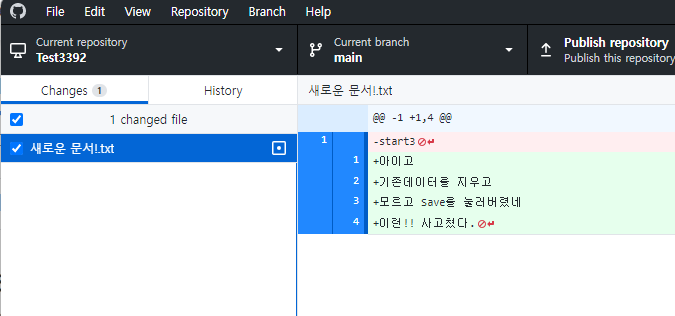 File Edit View Repository Branch Help
Current repository
Test3392
Current branch
main
Publish repository
Publish this repository
Changes 1
History
새로운 문서!.txt
1 changed file
새로운 문서!.txt
@@ -1 +1,4 @@
1 -start3
1 +아이고
2 +기존데이터를 지우고
3 +모르고 Save를 눌러버렸네
4 +이런!! 사고쳤다.